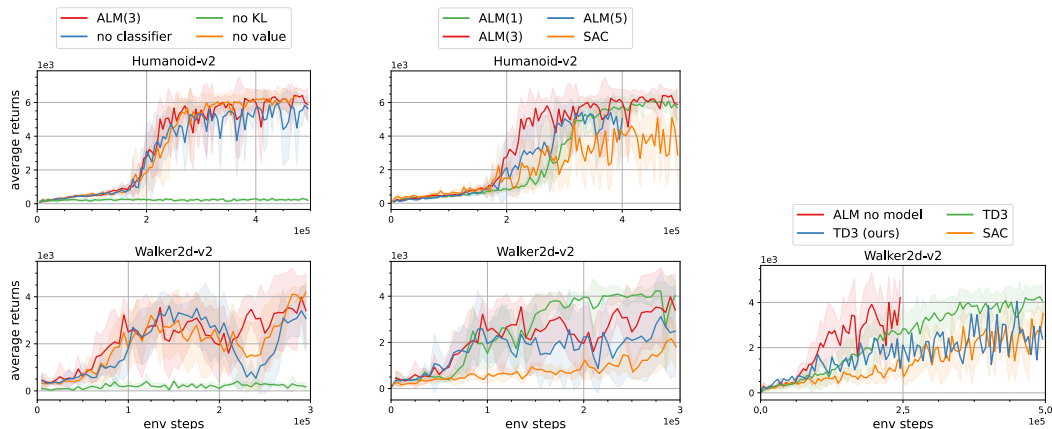 ALM(3) no KL
no classifier no value
ALM(1) ALM(5)
ALM(3) SAC
Humanoid-v2
1e3
average returns
6
4
2
0
0 2 4
1e5
Humanoid-v2
1e3
6
4
2
0
0 2 4
1e5
Walker2d-v2
1e3
average returns
4
2
0
0 1 2 3
env steps 1e5
Walker2d-v2
1e3
4
2
0
0 1 2 3
env steps 1e5
ALM no model TD3
TD3 (ours) SAC
Walker2d-v2
1e3
4
2
0
0,0 2,5 5,0
env steps 1e5